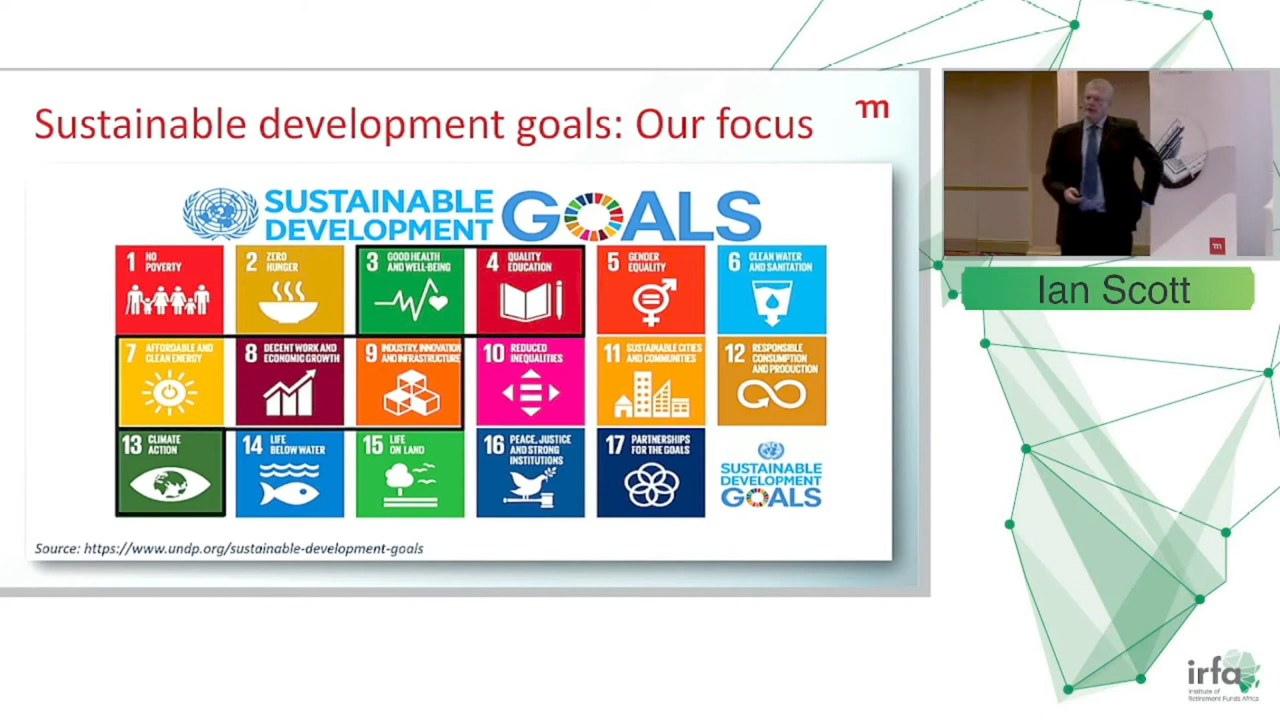 Sustainable development goals: Our focus
m
SUSTAINABLE
DEVELOPMENT
GOALS
1 NO
POVERTY
2 ZERO
HUNGER
3 GOOD HEALTH
AND WELL-BEING
4 QUALITY
EDUCATION
5 GENDER
EQUALITY
6 CLEAN WATER
AND SANITATION
7 AFFORDABLE AND
CLEAN ENERGY
8 DECENT WORK AND
ECONOMIC GROWTH
9 INDUSTRY, INNOVATION
AND INFRASTRUCTURE
10 REDUCED
INEQUALITIES
11 SUSTAINABLE CITIES
AND COMMUNITIES
12 RESPONSIBLE
CONSUMPTION
AND PRODUCTION
13 CLIMATE
ACTION
14 LIFE
BELOW WATER
15 LIFE
ON LAND
16 PEACE, JUSTICE
AND STRONG
INSTITUTIONS
17 PARTNERSHIPS
FOR THE GOALS
SUSTAINABLE
DEVELOPMENT
GOALS
Source: https://www.undp.org/sustainable-development-goals
m
Ian Scott
irfa
Institute of
Retirement Funds Africa